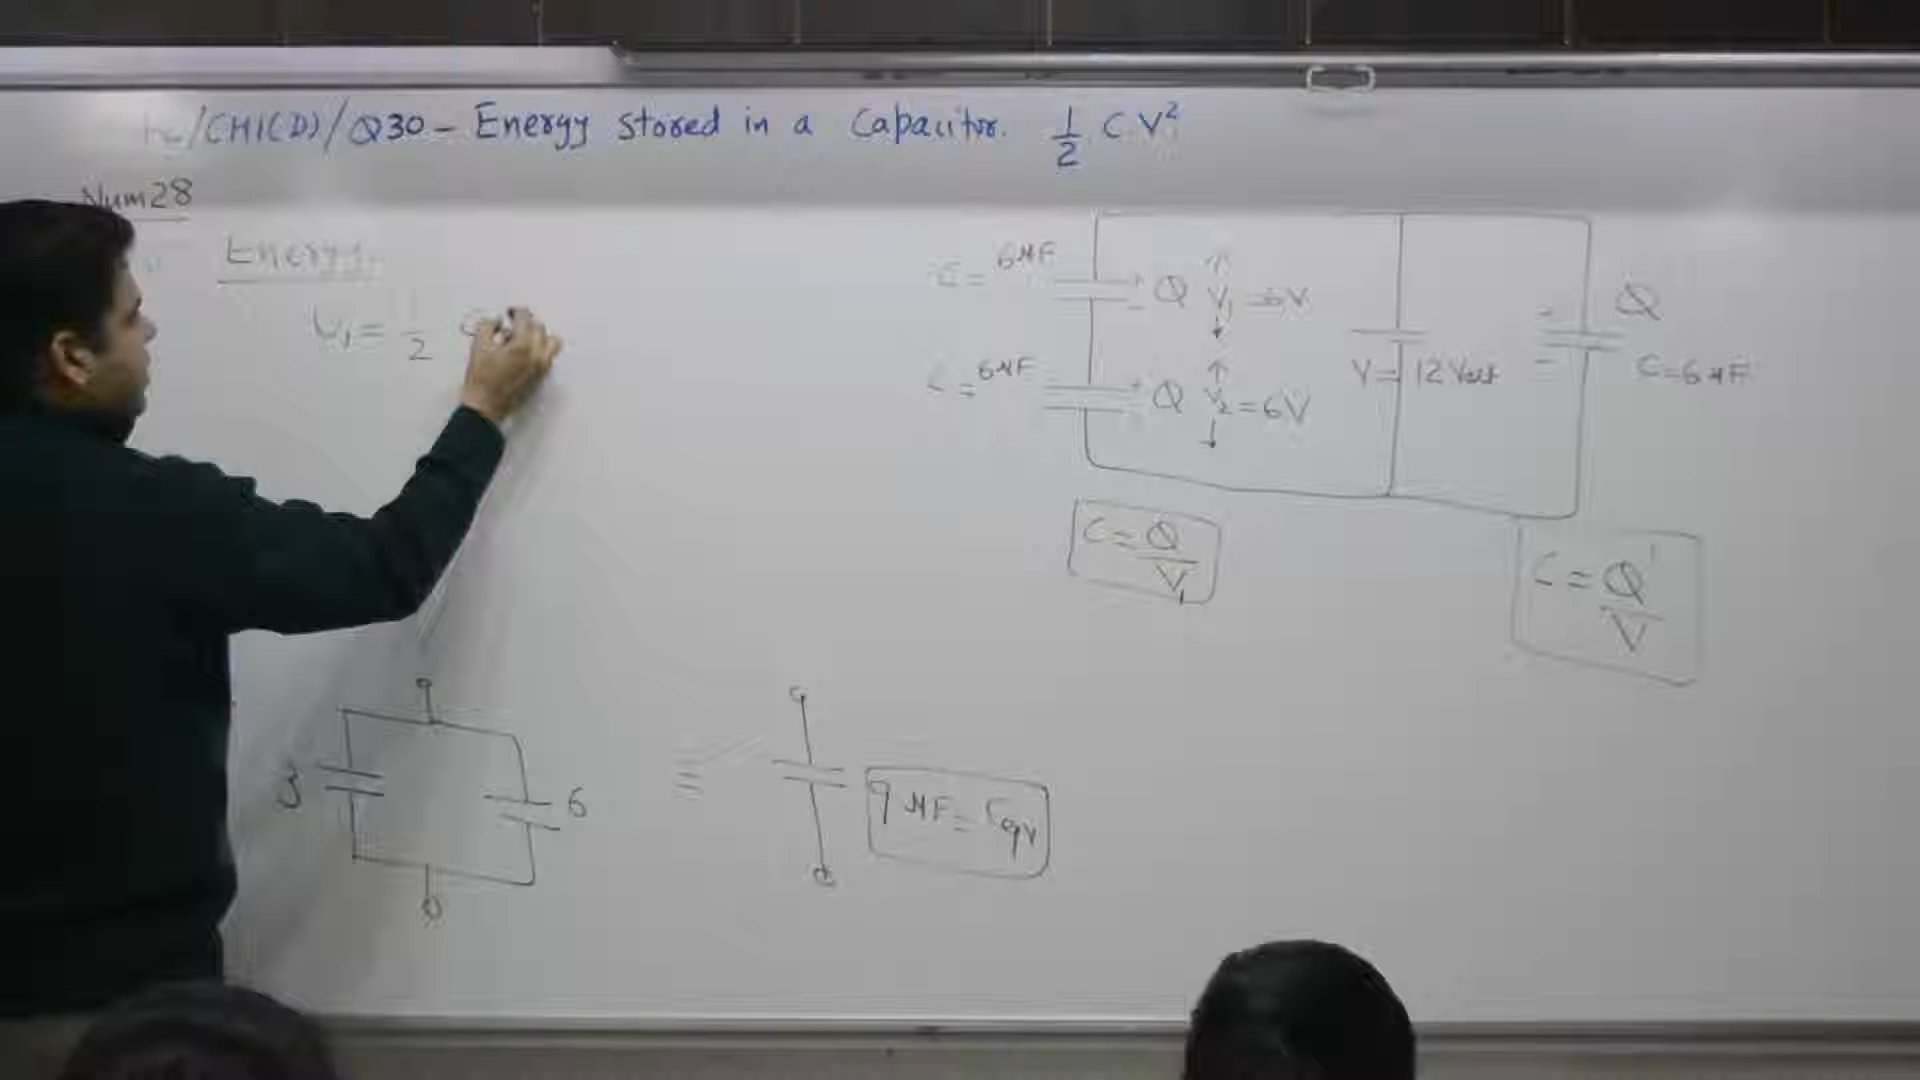 /CH1(D)/Q30 - Energy stored in a Capacitor. 1/2 C.V²
Num28
Energy
U₁ = 1/2 C
C = 6μF
+
-
Q V₁ = 6V
C = 6μF
+
Q V₂ = 6V
V = 12 Volt
Q
C = 6μF
C = Q/V₁
C = Q'/V
3
6
≡
9 μF = Ceqv